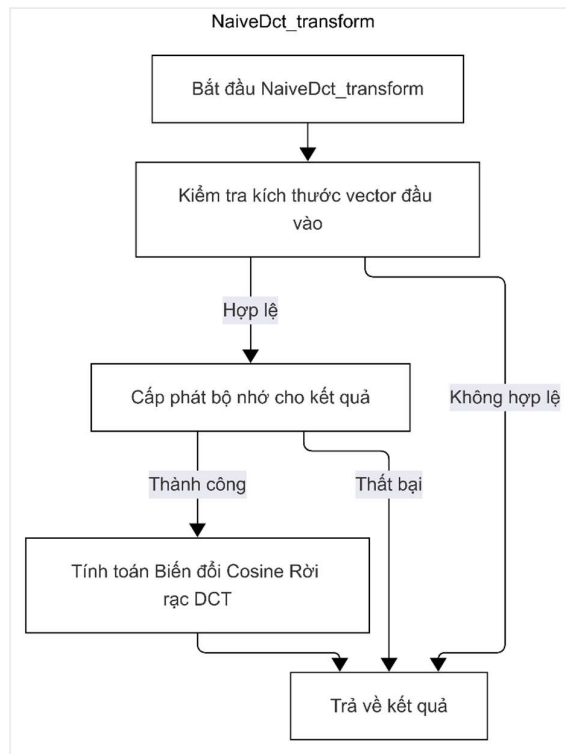 NaiveDct_transform
Bắt đầu NaiveDct_transform
Kiểm tra kích thước vector đầu
vào
Hợp lệ
Cấp phát bộ nhớ cho kết quả
Không hợp lệ
Thành công
Thất bại
Tính toán Biến đổi Cosine Rời
rạc DCT
Trả về kết quả